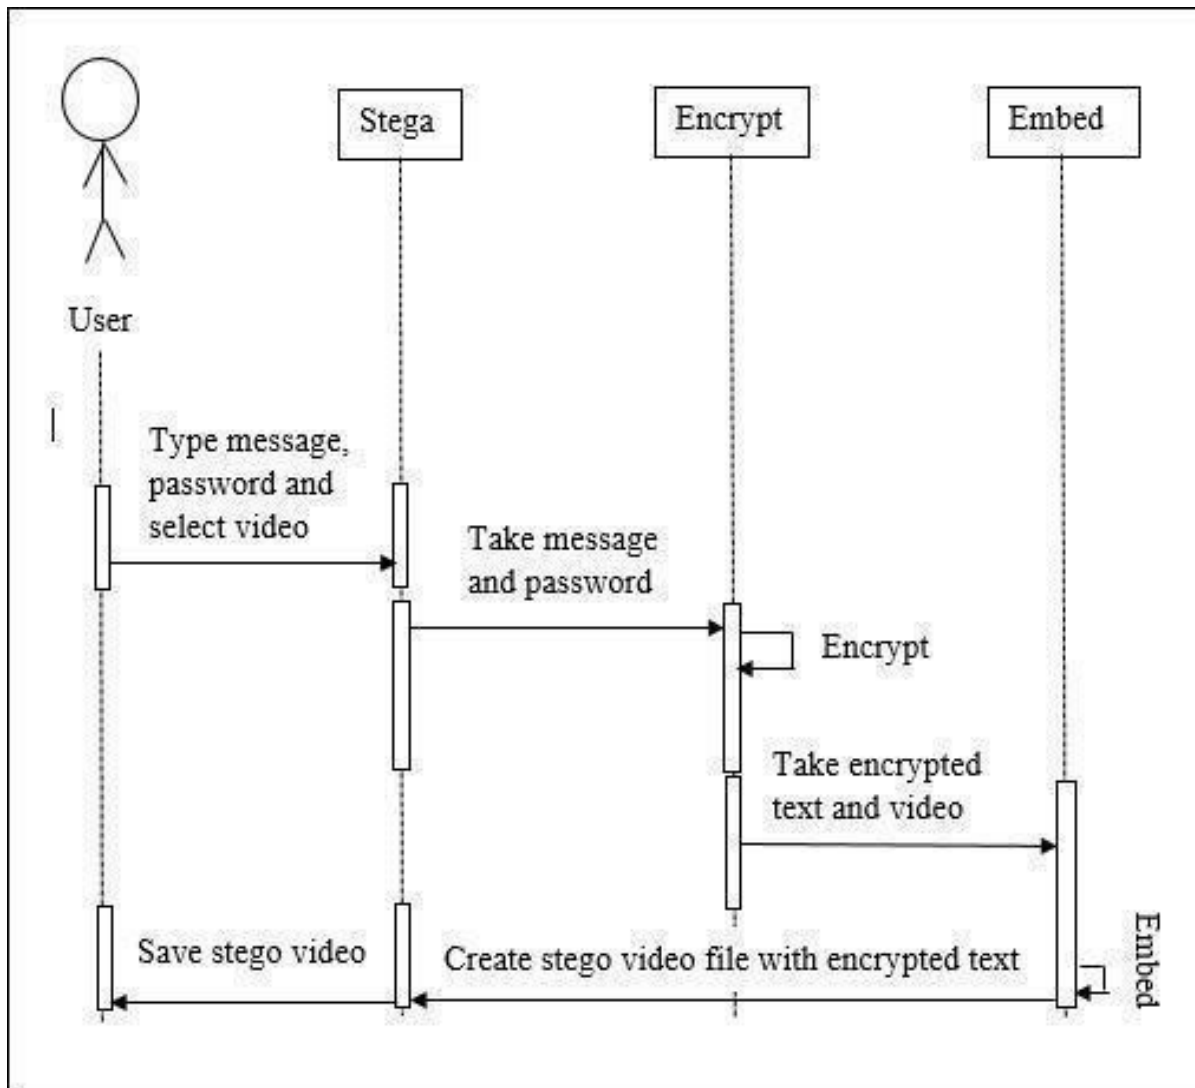 Stega
Encrypt
Embed
User
Type message,
password and
select video
Take message
and password
Encrypt
Take encrypted
text and video
Embed
Save stego video
Create stego video file with encrypted text